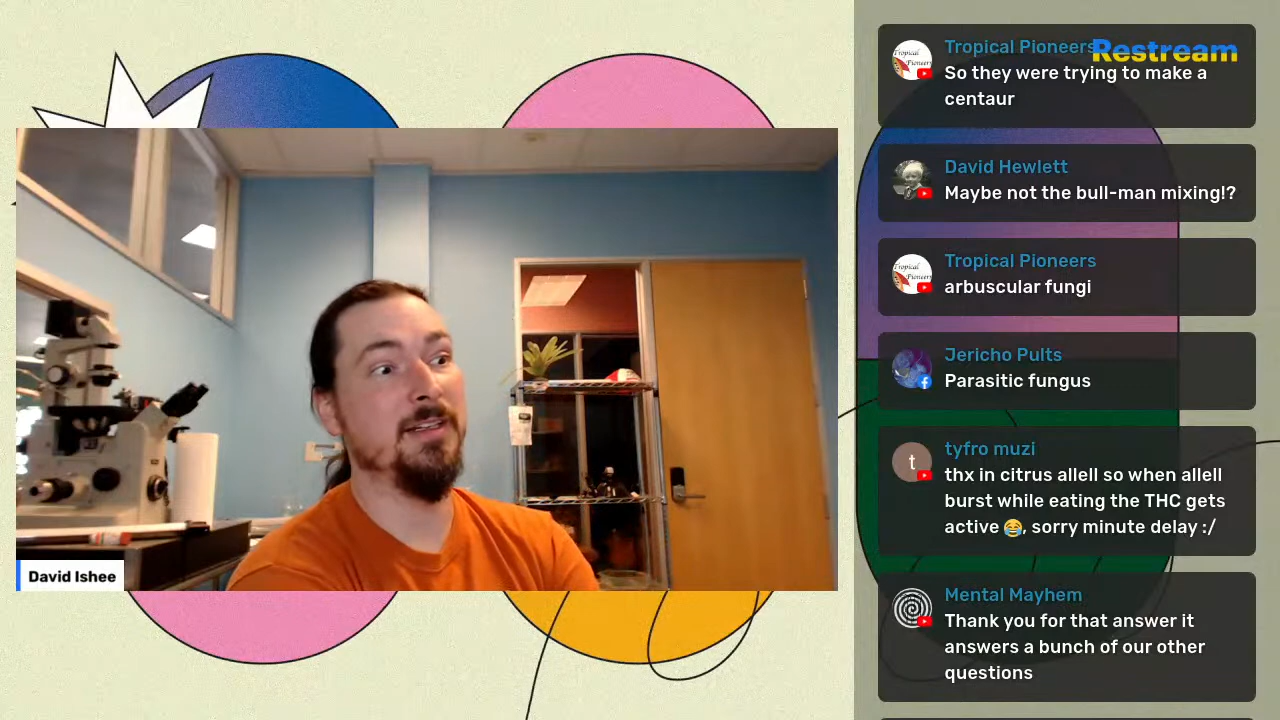 Tropical Pioneers
Restream
So they were trying to make a
centaur
David Hewlett
Maybe not the bull-man mixing!?
Tropical Pioneers
arbuscular fungi
Jericho Pults
Parasitic fungus
t
tyfro muzi
thx in citrus allell so when allell
burst while eating the THC gets
active 😂, sorry minute delay :/
Mental Mayhem
Thank you for that answer it
answers a bunch of our other
questions
David Ishee